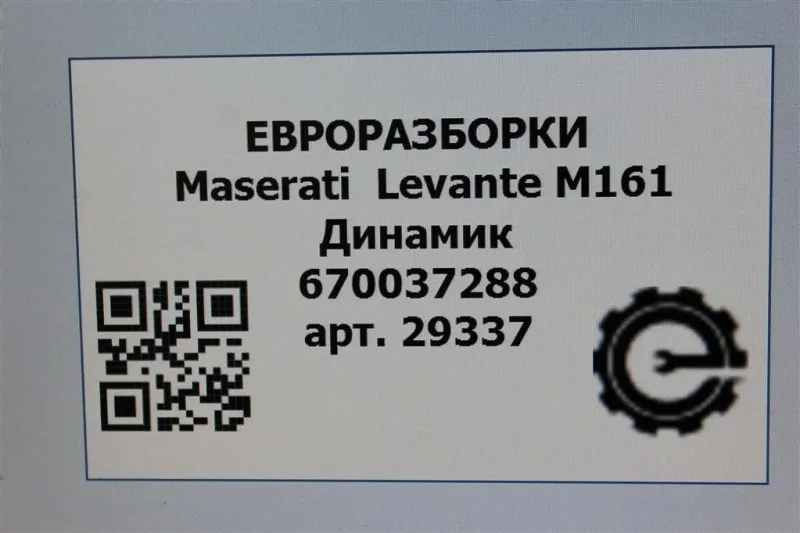 ЕВРОРАЗБОРКИ
Maserati Levante M161
Динамик
670037288
арт. 29337